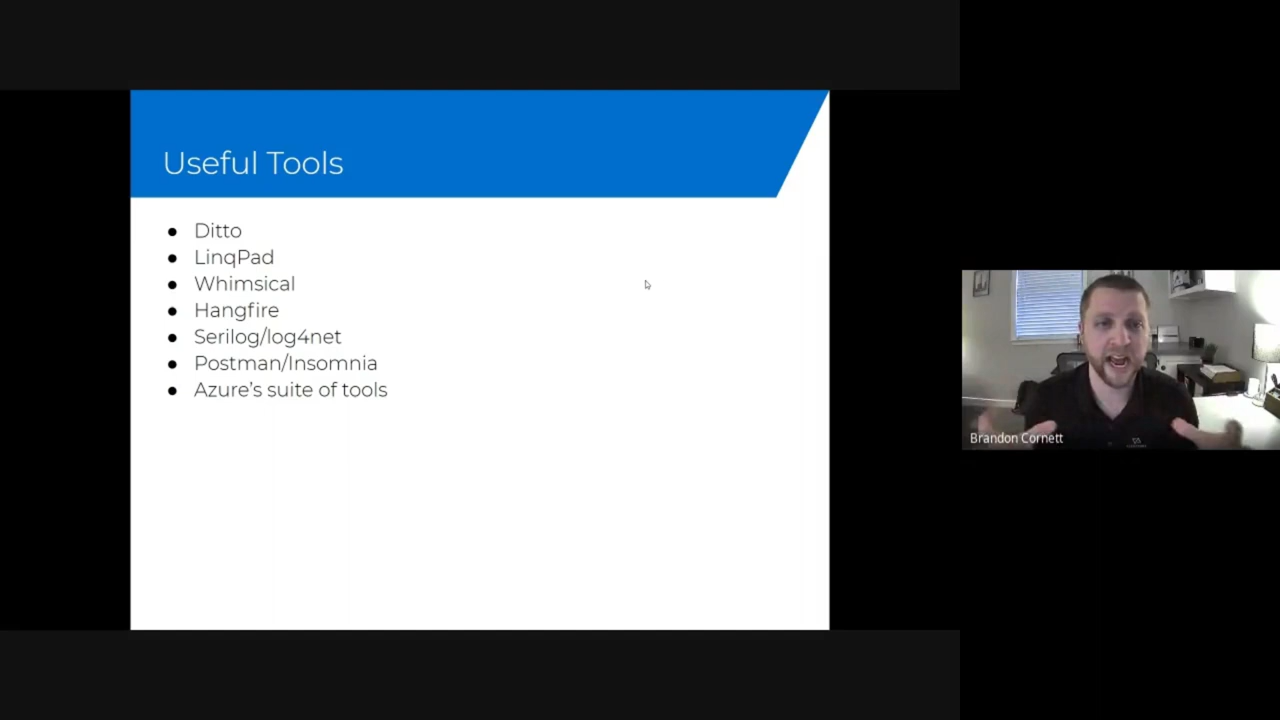 Useful Tools
● Ditto
● LinqPad
● Whimsical
● Hangfire
● Serilog/log4net
● Postman/Insomnia
● Azure's suite of tools
Brandon Cornett